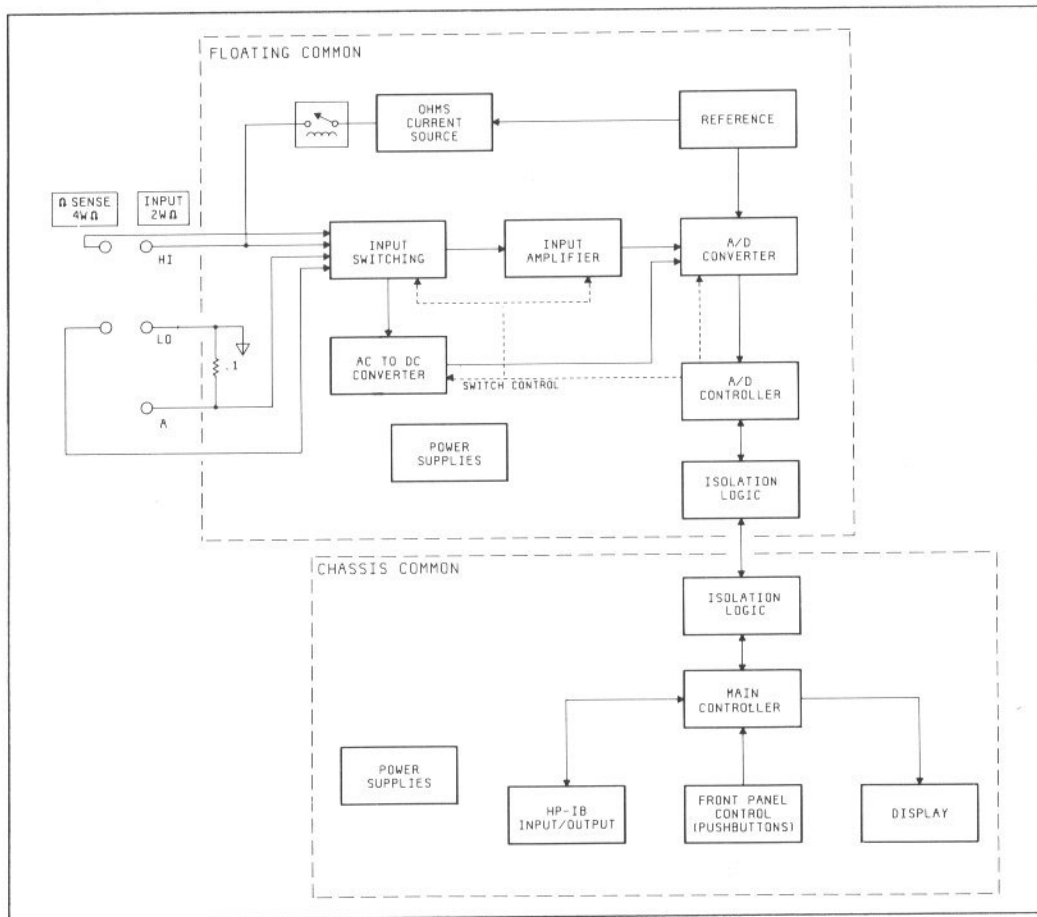 FLOATING COMMON
OHMS
CURRENT
SOURCE
REFERENCE
Ω SENSE
4WΩ
INPUT
2WΩ
HI
INPUT
SWITCHING
INPUT
AMPLIFIER
A/D
CONVERTER
LO
.1
A
AC TO DC
CONVERTER
SWITCH CONTROL
A/D
CONTROLLER
POWER
SUPPLIES
ISOLATION
LOGIC
CHASSIS COMMON
ISOLATION
LOGIC
MAIN
CONTROLLER
POWER
SUPPLIES
HP-IB
INPUT/OUTPUT
FRONT PANEL
CONTROL
(PUSHBUTTONS)
DISPLAY